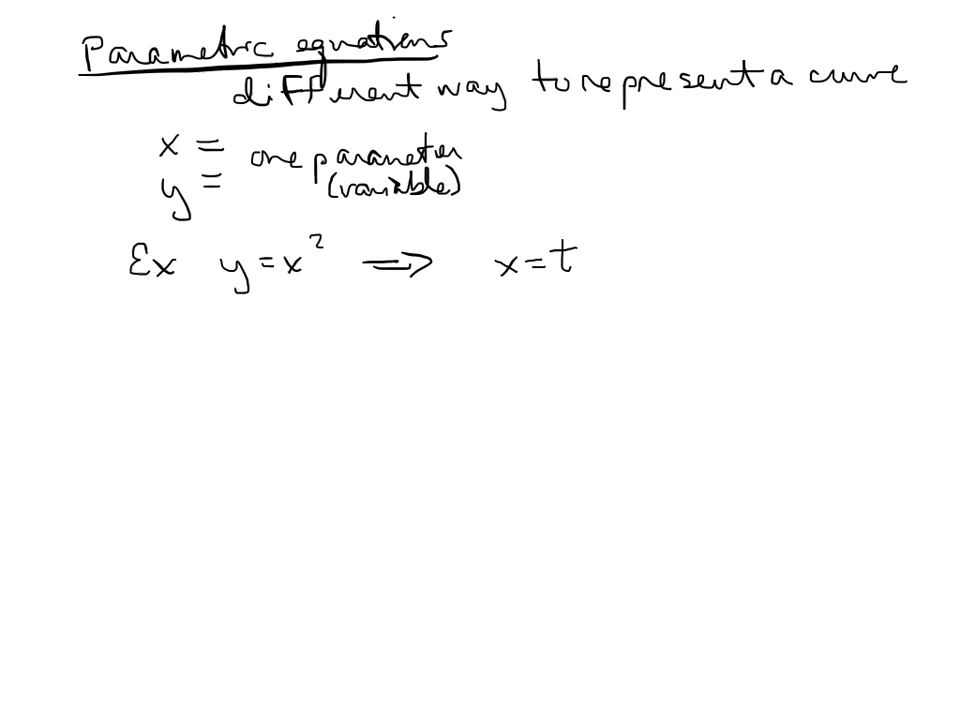 Parametric equations
different way to represent a curve
x = one parameter
y = (variable)
Ex y = x² ⟹ x = t